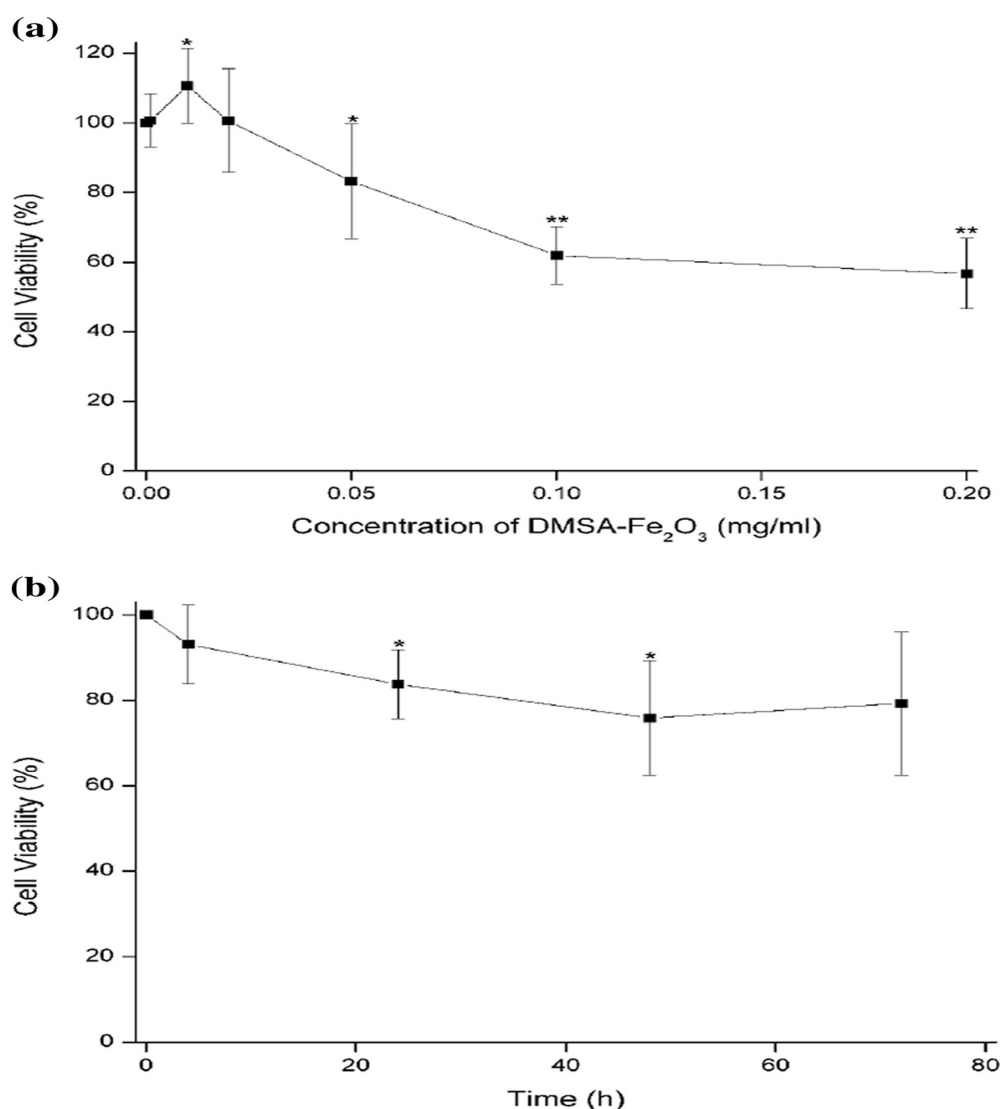 (a)
120
100
80
60
40
20
0
Cell Viability (%)
*
*
**
**
0.00 0.05 0.10 0.15 0.20
Concentration of DMSA-Fe₂O₃ (mg/ml)
(b)
100
80
60
40
20
0
Cell Viability (%)
*
*
0 20 40 60 80
Time (h)